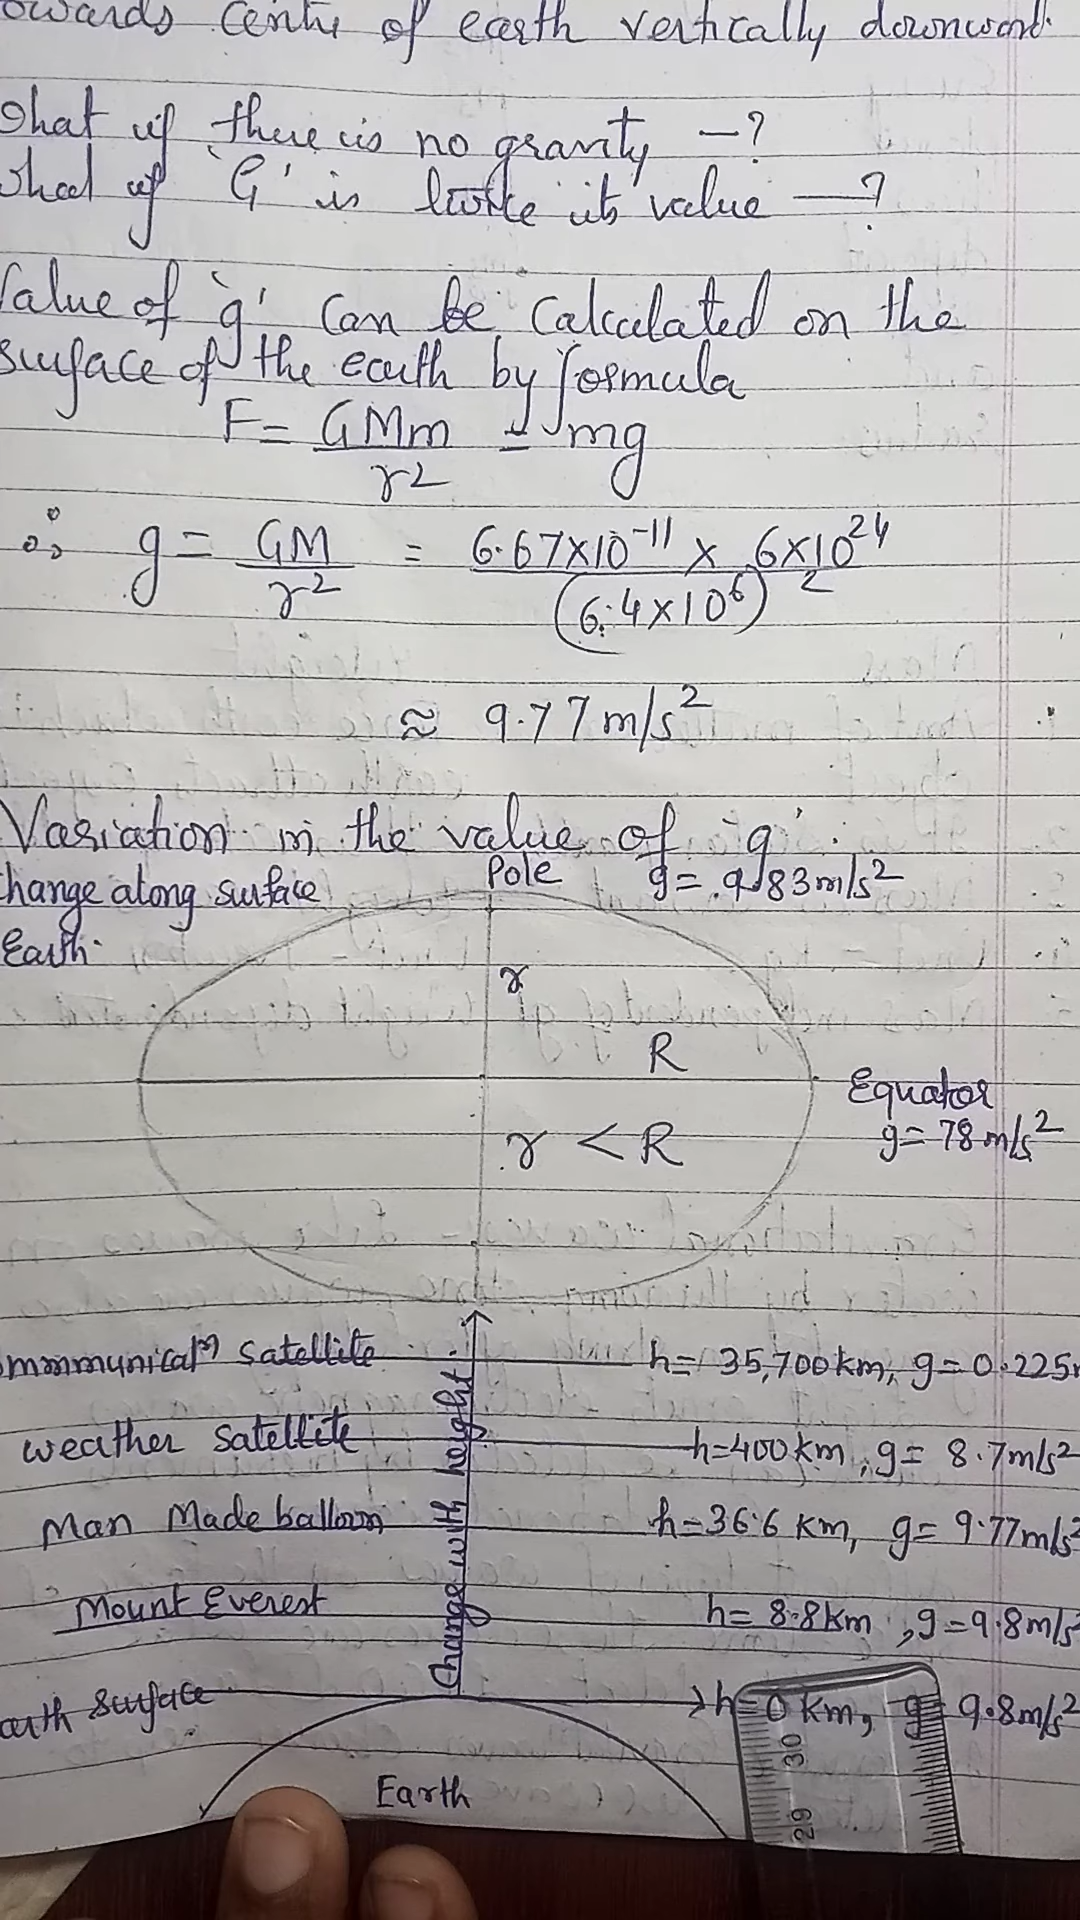 owards Centre of earth vertically downward.
what if there is no gravity —?
what if 'G' is twice its value —?
Value of 'g' can be calculated on the
surface of the earth by formula
F = GMm/r2 = mg
∴ g = GM/r2 = 6.67×10-11 × 6×1024/(6.4×106)2
≈ 9.77 m/s2
Variation in the value of 'g'.
Pole g = 9.83 m/s2
hange along surface
Earth.
r
R
Equator
g = 78 m/s2
r < R
mmmunicatn satellite h = 35,700 km, g = 0.225
weather satellite h=400 km, g = 8.7 m/s2
Man Made balloon h=36.6 km, g = 9.77 m/s2
Mount Everest h = 8.8 km, g = 9.8 m/s
Change with height
arth Surface h=0 km, g= 9.8 m/s2
Earth
30
29